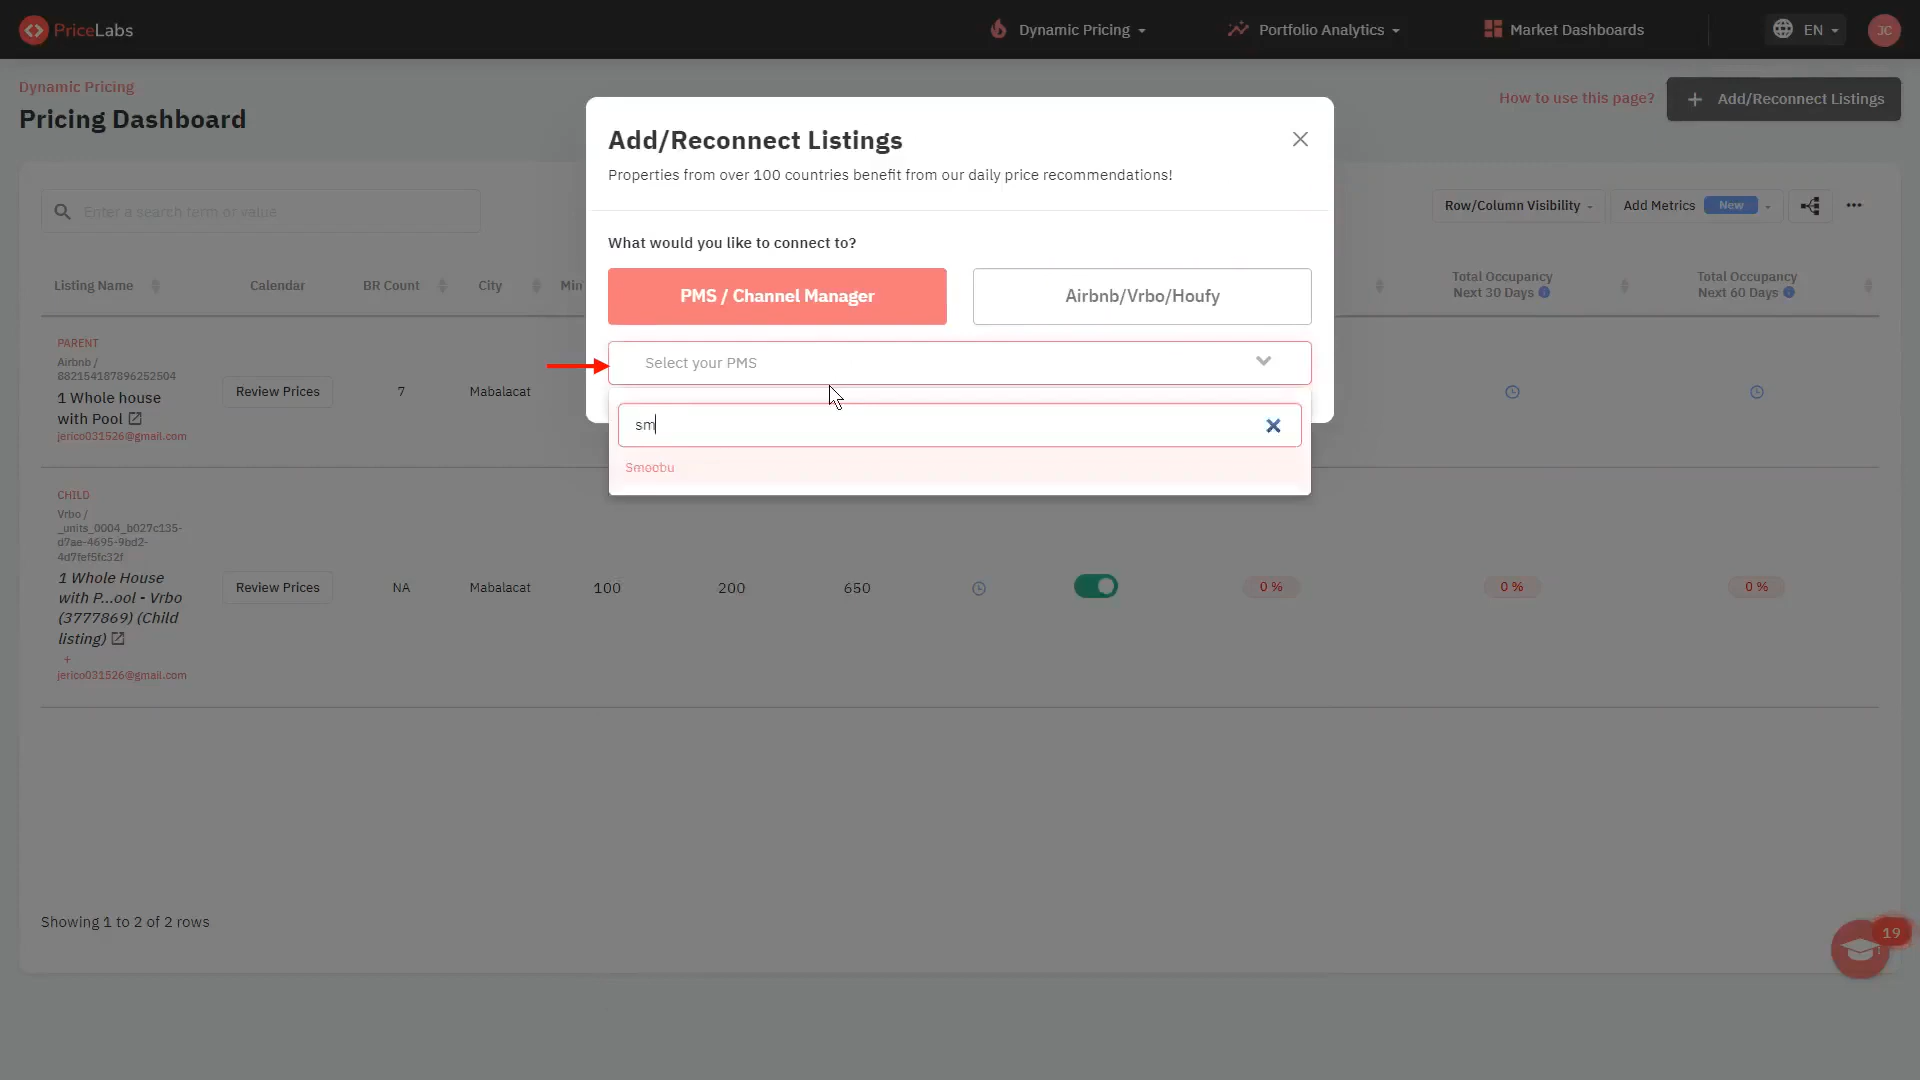 PriceLabs
Dynamic Pricing
Portfolio Analytics
Market Dashboards
EN
JC
Dynamic Pricing
Pricing Dashboard
How to use this page?
+ Add/Reconnect Listings
Add/Reconnect Listings
Properties from over 100 countries benefit from our daily price recommendations!
What would you like to connect to?
PMS / Channel Manager
Airbnb/Vrbo/Houfy
Select your PMS
sm
Smoobu
Enter a search term or value
Row/Column Visibility
Add Metrics New
Listing Name
Calendar
BR Count
City
Min
Total Occupancy
Next 30 Days
Total Occupancy
Next 60 Days
PARENT
Airbnb /
882154187896252504
1 Whole house
with Pool
jerico031526@gmail.com
Review Prices
7
Mabalacat
CHILD
Vrbo /
_units_0004_b027c135-
d7ae-4695-9bd2-
4d7fef5fc32f
1 Whole House
with P...ool - Vrbo
(3777869) (Child
listing)
+
jerico031526@gmail.com
Review Prices
NA
Mabalacat
100
200
650
0 %
0 %
0 %
Showing 1 to 2 of 2 rows
19